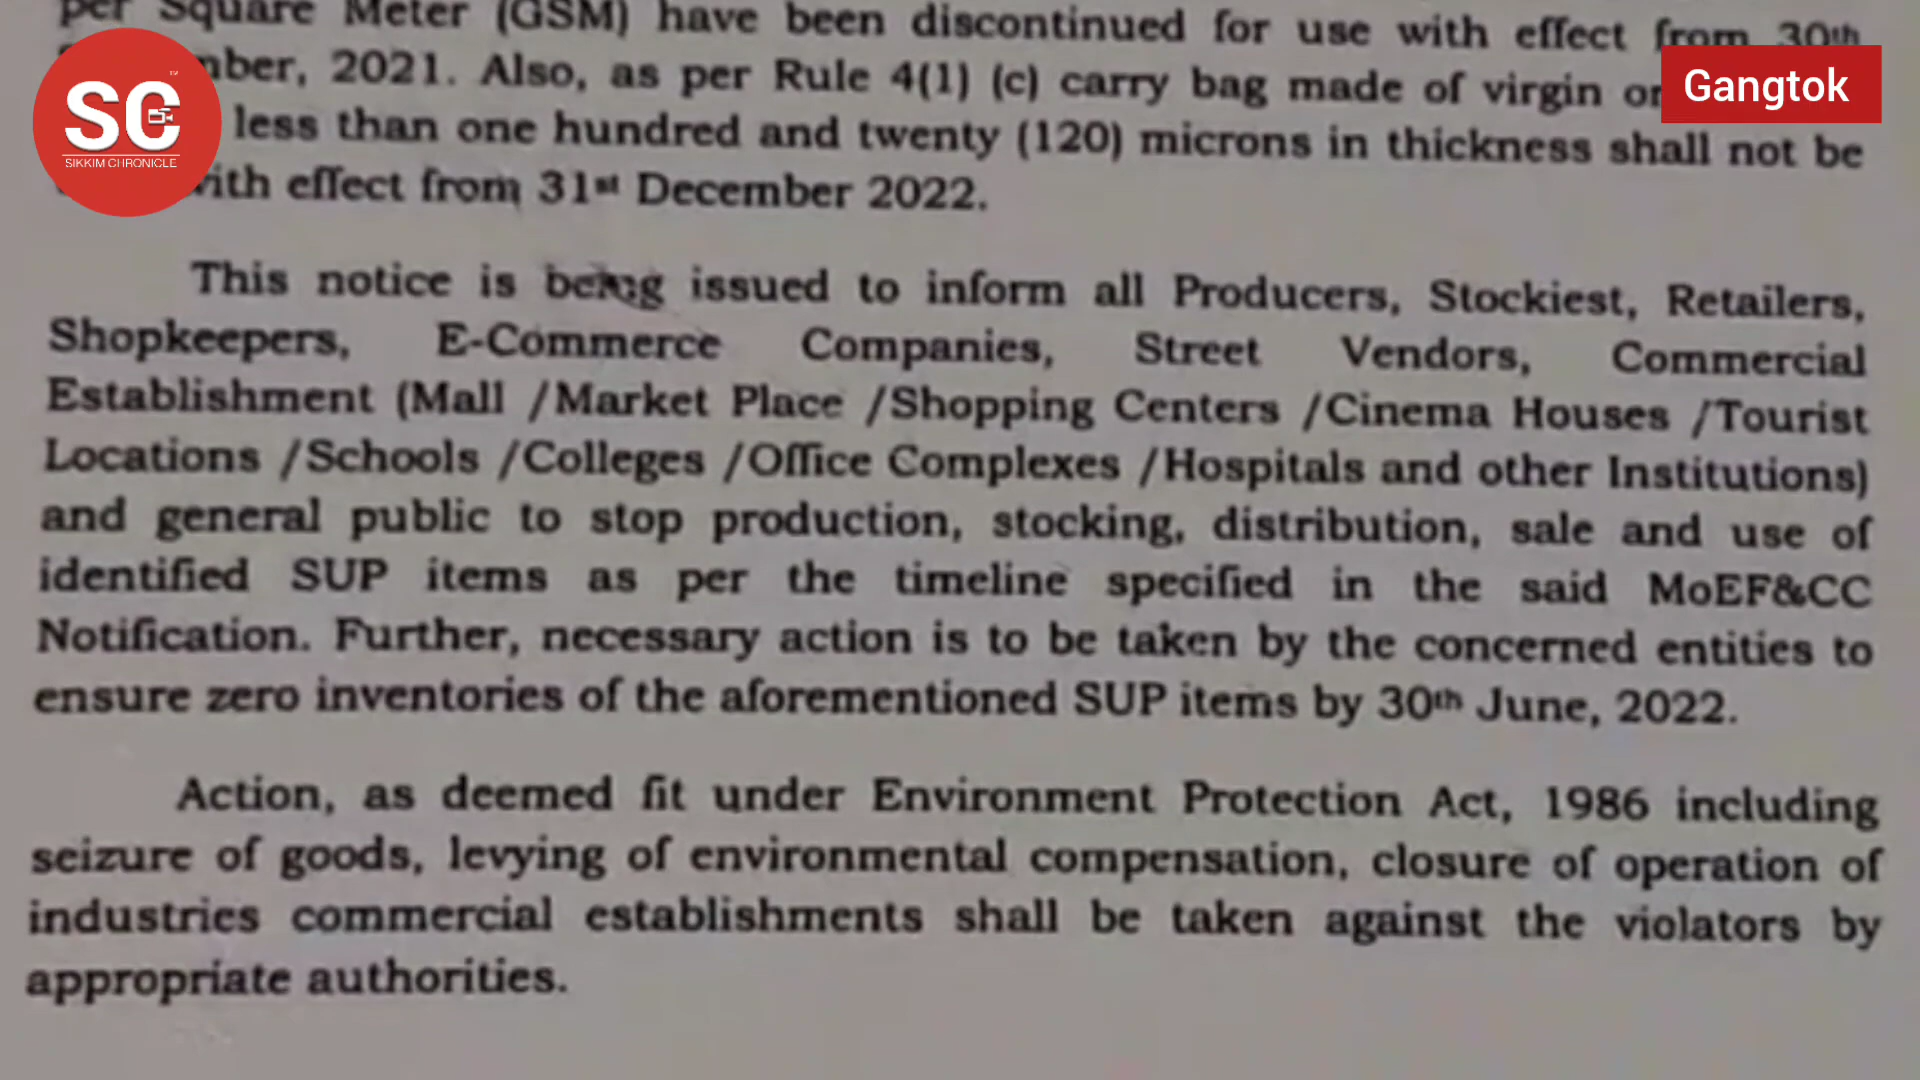 per Square Meter (GSM) have been discontinued for use with effect from 30th
mber, 2021. Also, as per Rule 4(1) (c) carry bag made of virgin or
less than one hundred and twenty (120) microns in thickness shall not be
with effect from 31st December 2022.
This notice is being issued to inform all Producers, Stockiest, Retailers,
Shopkeepers, E-Commerce Companies, Street Vendors, Commercial
Establishment (Mall /Market Place /Shopping Centers /Cinema Houses /Tourist
Locations /Schools /Colleges /Office Complexes /Hospitals and other Institutions)
and general public to stop production, stocking, distribution, sale and use of
identified SUP items as per the timeline specified in the said MoEF&CC
Notification. Further, necessary action is to be taken by the concerned entities to
ensure zero inventories of the aforementioned SUP items by 30th June, 2022.
Action, as deemed fit under Environment Protection Act, 1986 including
seizure of goods, levying of environmental compensation, closure of operation of
industries commercial establishments shall be taken against the violators by
appropriate authorities.
SC
SIKKIM CHRONICLE
Gangtok